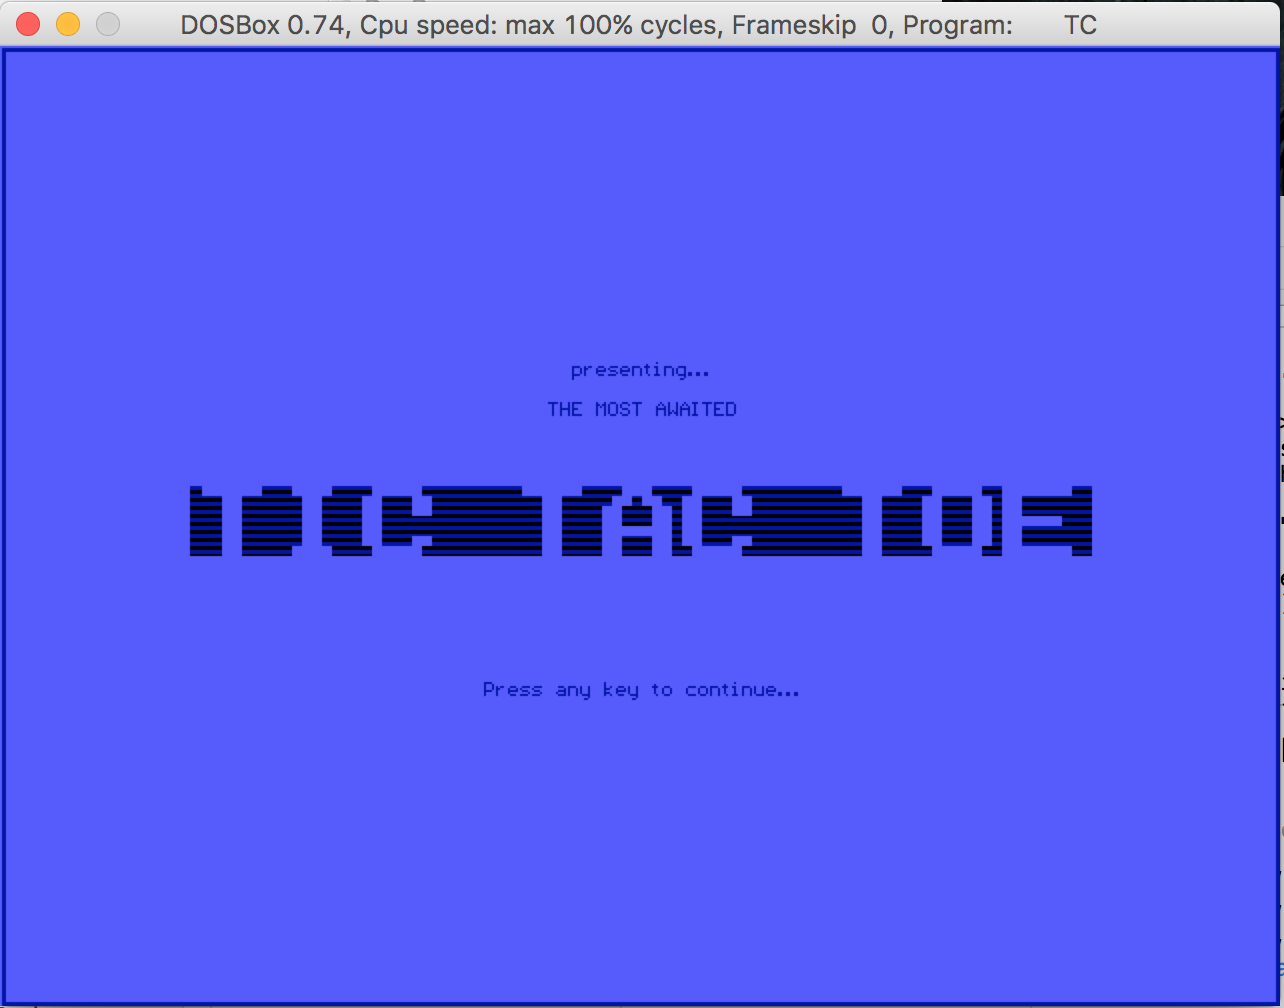 DOSBox 0.74, Cpu speed: max 100% cycles, Frameskip 0, Program: TC
presenting...
THE MOST AWAITED
Press any key to continue...